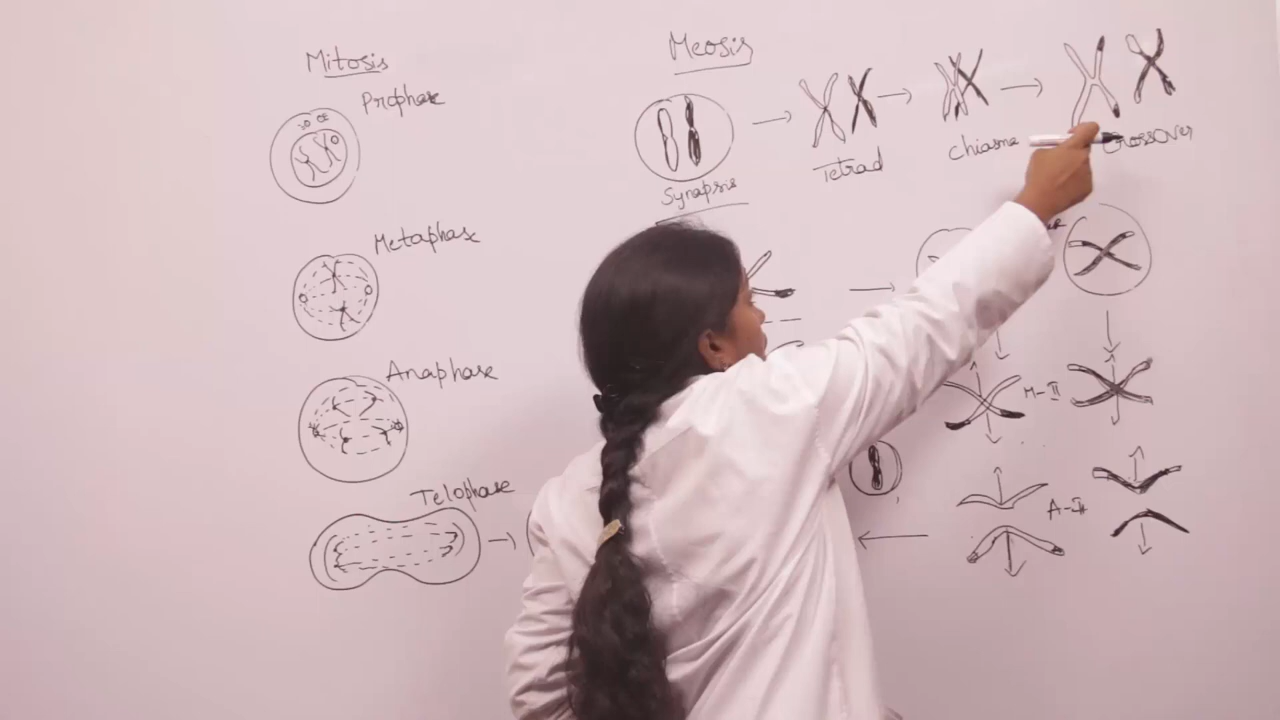 Mitosis
Prophase
Metaphase
Anaphase
Telophase
Meosis
Synapsis
Tetrad
Chiasma
Crossover
M-II
A-II